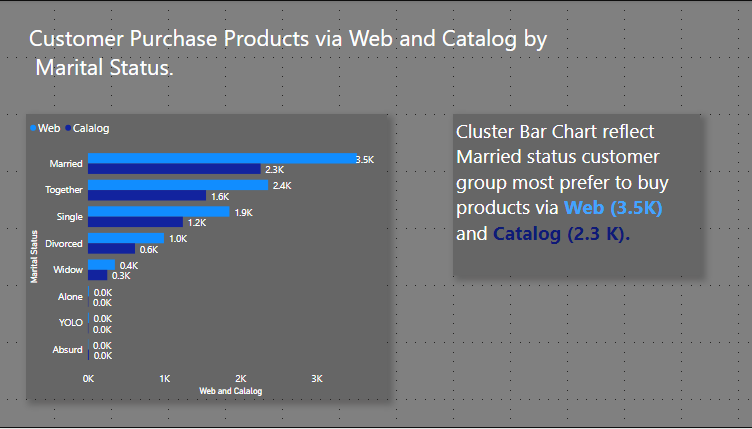 Customer Purchase Products via Web and Catalog by
Marital Status.
Web Calalog
Married
3.5K
2.3K
Together
2.4K
1.6K
Single
1.9K
1.2K
Divorced
1.0K
0.6K
Widow
0.4K
0.3K
Alone
0.0K
0.0K
YOLO
0.0K
0.0K
Absurd
0.0K
0.0K
Marital Status
0K 1K 2K 3K
Web and Calalog
Cluster Bar Chart reflect
Married status customer
group most prefer to buy
products via Web (3.5K)
and Catalog (2.3 K).